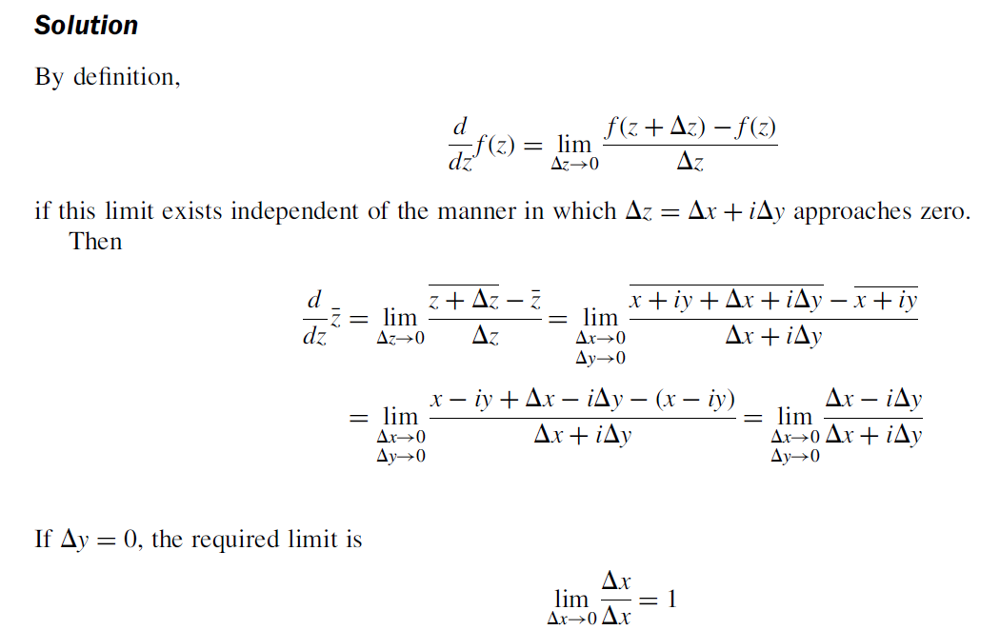 Solution
By definition,
$\frac{d}{dz} f(z) = \lim_{\Delta z \to 0} \frac{f(z + \Delta z) - f(z)}{\Delta z}$
if this limit exists independent of the manner in which $\Delta z = \Delta x + i\Delta y$ approaches zero.
Then
$\frac{d}{dz} \bar{z} = \lim_{\Delta z \to 0} \frac{\overline{z + \Delta z} - \bar{z}}{\Delta z} = \lim_{\substack{\Delta x \to 0 \\ \Delta y \to 0}} \frac{\overline{x + iy + \Delta x + i\Delta y} - \overline{x + iy}}{\Delta x + i\Delta y}$
$= \lim_{\substack{\Delta x \to 0 \\ \Delta y \to 0}} \frac{x - iy + \Delta x - i\Delta y - (x - iy)}{\Delta x + i\Delta y} = \lim_{\substack{\Delta x \to 0 \\ \Delta y \to 0}} \frac{\Delta x - i\Delta y}{\Delta x + i\Delta y}$
If $\Delta y = 0$, the required limit is
$\lim_{\Delta x \to 0} \frac{\Delta x}{\Delta x} = 1$